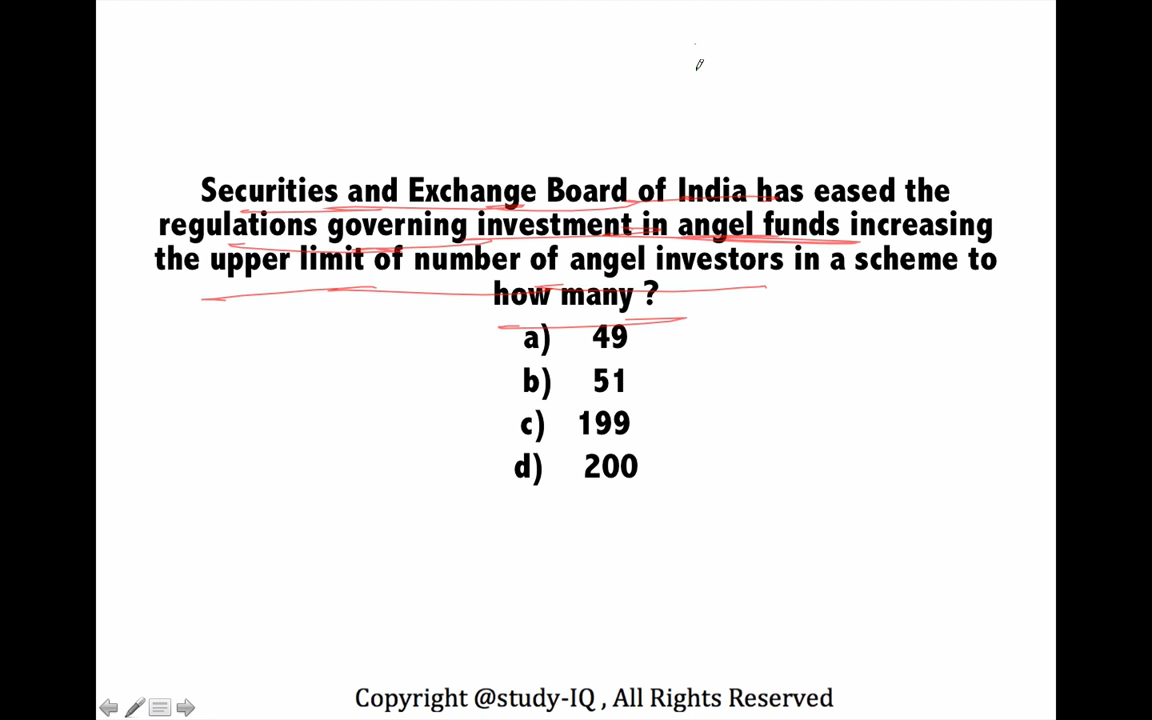 Securities and Exchange Board of India has eased the
regulations governing investment in angel funds increasing
the upper limit of number of angel investors in a scheme to
how many ?
a) 49
b) 51
c) 199
d) 200
Copyright @study-IQ , All Rights Reserved